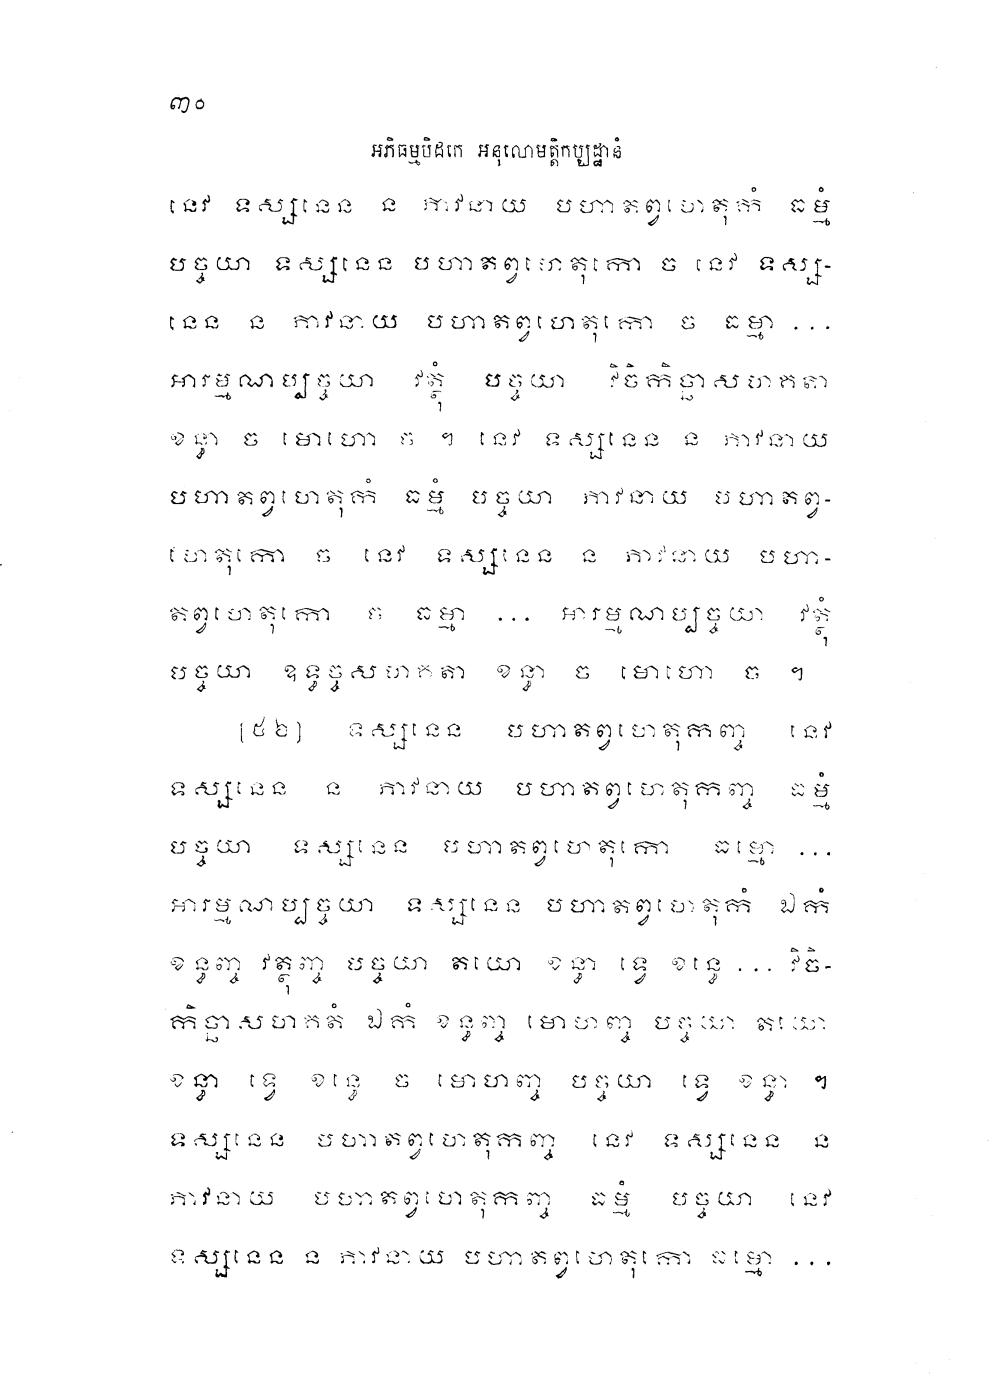 ៣០
អភិធម្មបិដកេ អនុលោមត្តិកប្បដ្ឋានំ
នេវ ទស្សនេន ន ភាវនាយ បហាតព្វហេតុកំ ធម្មំ
បច្ចយា ទស្សនេន បហាតព្វហេតុកោ ច នេវ ទស្ស-
នេន ន ភាវនាយ បហាតព្វហេតុកោ ច ធម្មា ...
អារម្មណប្បច្ចយា វត្ថុំ បច្ចយា វិចិកិច្ឆាសហគតា
ខន្ធា ច មោហោ ច ។ នេវ ទស្សនេន ន ភាវនាយ
បហាតព្វហេតុកំ ធម្មំ បច្ចយា ភាវនាយ បហាតព្វ-
ហេតុកោ ច នេវ ទស្សនេន ន ភាវនាយ បហា-
តព្វហេតុកោ ច ធម្មា ... អារម្មណប្បច្ចយា វត្ថុំ
បច្ចយា ឧទ្ធច្ចសហគតា ខន្ធា ច មោហោ ច ។
[៥៦] ទស្សនេន បហាតព្វហេតុកញ្ច នេវ
ទស្សនេន ន ភាវនាយ បហាតព្វហេតុកញ្ច ធម្មំ
បច្ចយា ទស្សនេន បហាតព្វហេតុកោ ធម្មោ ...
អារម្មណប្បច្ចយា ទស្សនេន បហាតព្វហេតុកំ ឯកំ
ខន្ធញ្ច វត្ថុញ្ច បច្ចយា តយោ ខន្ធា ទ្វេ ខន្ធេ ... វិចិ-
កិច្ឆាសហគតំ ឯកំ ខន្ធញ្ច មោហញ្ច បច្ចយា តយោ
ខន្ធា ទ្វេ ខន្ធេ ច មោហញ្ច បច្ចយា ទ្វេ ខន្ធា ។
ទស្សនេន បហាតព្វហេតុកញ្ច នេវ ទស្សនេន ន
ភាវនាយ បហាតព្វហេតុកញ្ច ធម្មំ បច្ចយា នេវ
ទស្សនេន ន ភាវនាយ បហាតព្វហេតុកោ ធម្មោ ...